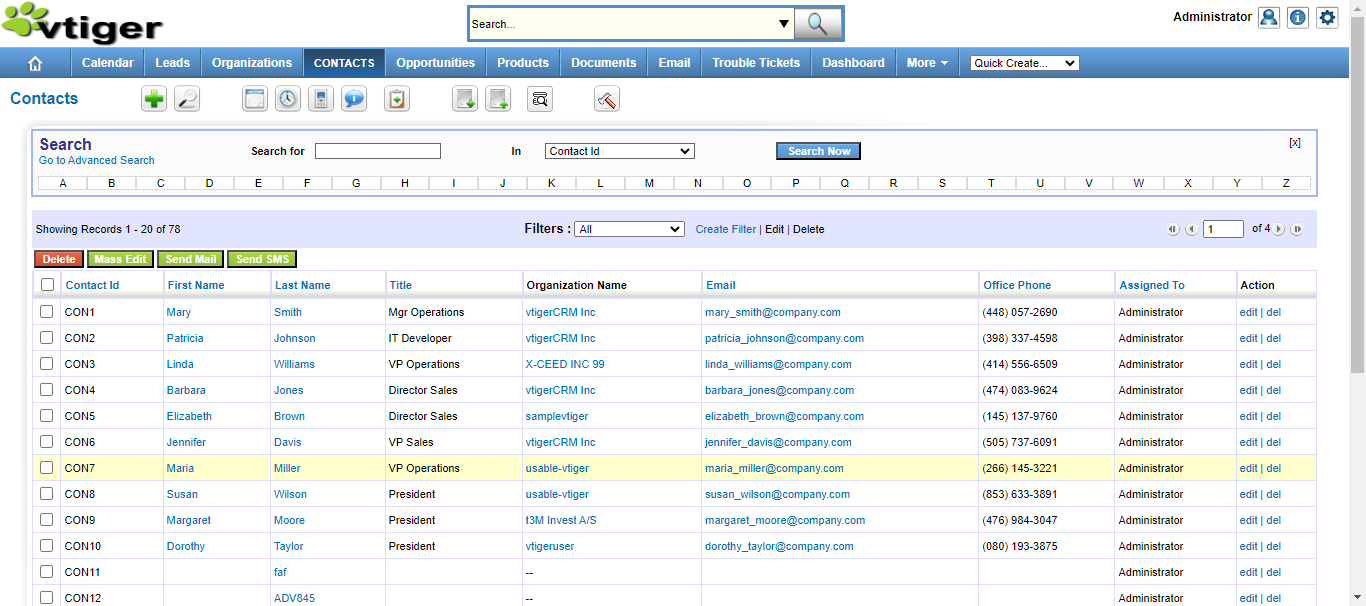 vtiger
Search...
Administrator
Calendar Leads Organizations CONTACTS Opportunities Products Documents Email Trouble Tickets Dashboard More Quick Create...
Contacts
Search
Go to Advanced Search
Search for In Contact Id Search Now [x]
A B C D E F G H I J K L M N O P Q R S T U V W X Y Z
Showing Records 1 - 20 of 78 Filters : All Create Filter | Edit | Delete 1 of 4
Delete Mass Edit Send Mail Send SMS
Contact Id First Name Last Name Title Organization Name Email Office Phone Assigned To Action
CON1 Mary Smith Mgr Operations vtigerCRM Inc mary_smith@company.com (448) 057-2690 Administrator edit | del
CON2 Patricia Johnson IT Developer vtigerCRM Inc patricia_johnson@company.com (398) 337-4598 Administrator edit | del
CON3 Linda Williams VP Operations X-CEED INC 99 linda_williams@company.com (414) 556-6509 Administrator edit | del
CON4 Barbara Jones Director Sales vtigerCRM Inc barbara_jones@company.com (474) 083-9624 Administrator edit | del
CON5 Elizabeth Brown Director Sales samplevtiger elizabeth_brown@company.com (145) 137-9760 Administrator edit | del
CON6 Jennifer Davis VP Sales vtigerCRM Inc jennifer_davis@company.com (505) 737-6091 Administrator edit | del
CON7 Maria Miller VP Operations usable-vtiger maria_miller@company.com (266) 145-3221 Administrator edit | del
CON8 Susan Wilson President usable-vtiger susan_wilson@company.com (853) 633-3891 Administrator edit | del
CON9 Margaret Moore President t3M Invest A/S margaret_moore@company.com (476) 984-3047 Administrator edit | del
CON10 Dorothy Taylor President vtigeruser dorothy_taylor@company.com (080) 193-3875 Administrator edit | del
CON11 faf -- Administrator edit | del
CON12 ADV845 -- Administrator edit | del